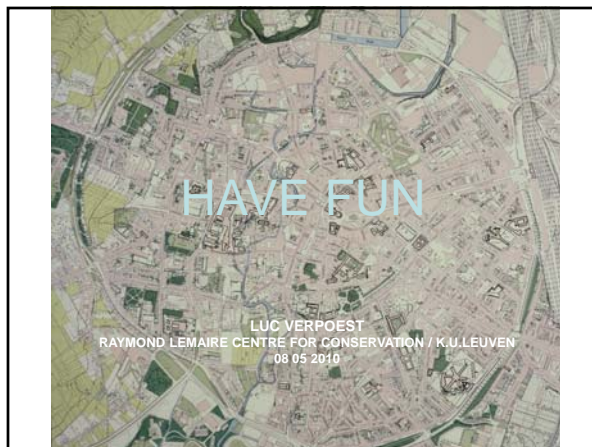 HAVE FUN
LUC VERPOEST
RAYMOND LEMAIRE CENTRE FOR CONSERVATION / K.U.LEUVEN
08 05 2010